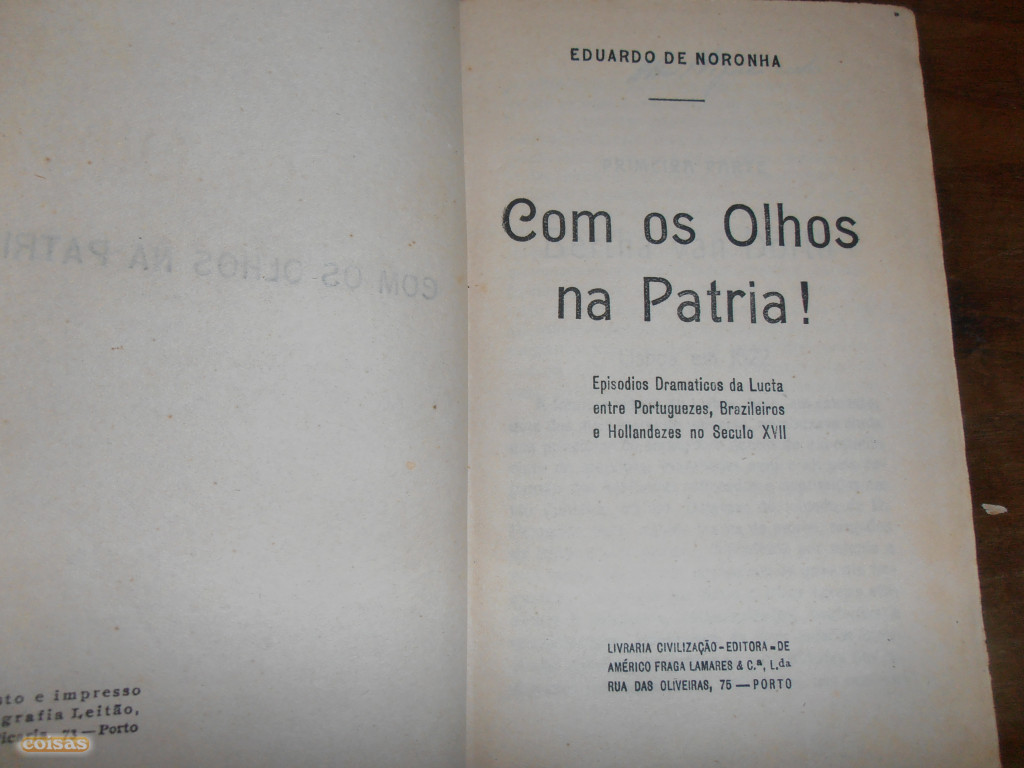 to e impresso
grafia Leitão,
71 — Porto
coisas
EDUARDO DE NORONHA
Com os Olhos
na Patria !
Episodios Dramaticos da Lucta
entre Portuguezes, Brazileiros
e Hollandezes no Seculo XVII
LIVRARIA CIVILIZAÇÃO - EDITORA - DE
AMÉRICO FRAGA LAMARES & C.ª, L.da
RUA DAS OLIVEIRAS, 75 — PORTO